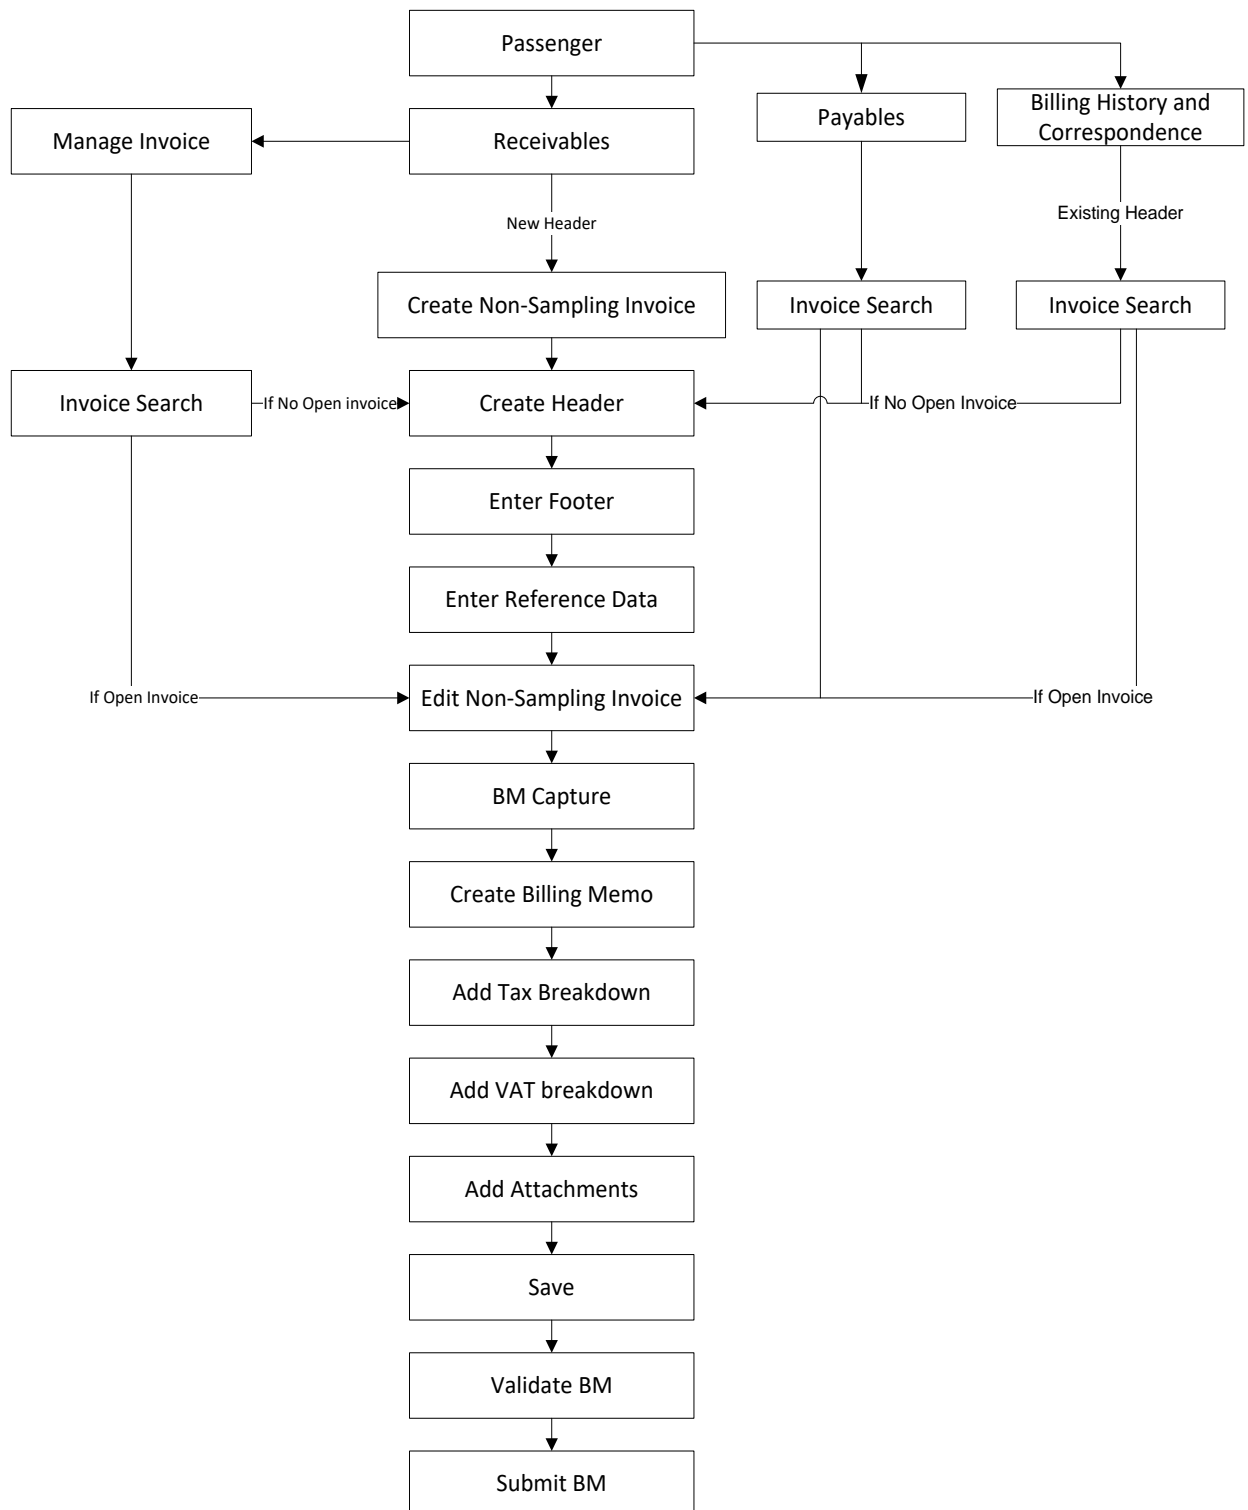 Passenger
Manage Invoice
Receivables
Payables
Billing History and
Correspondence
New Header
Existing Header
Create Non-Sampling Invoice
Invoice Search
Invoice Search
Invoice Search
If No Open invoice
Create Header
If No Open Invoice
Enter Footer
Enter Reference Data
If Open Invoice
Edit Non-Sampling Invoice
If Open Invoice
BM Capture
Create Billing Memo
Add Tax Breakdown
Add VAT breakdown
Add Attachments
Save
Validate BM
Submit BM